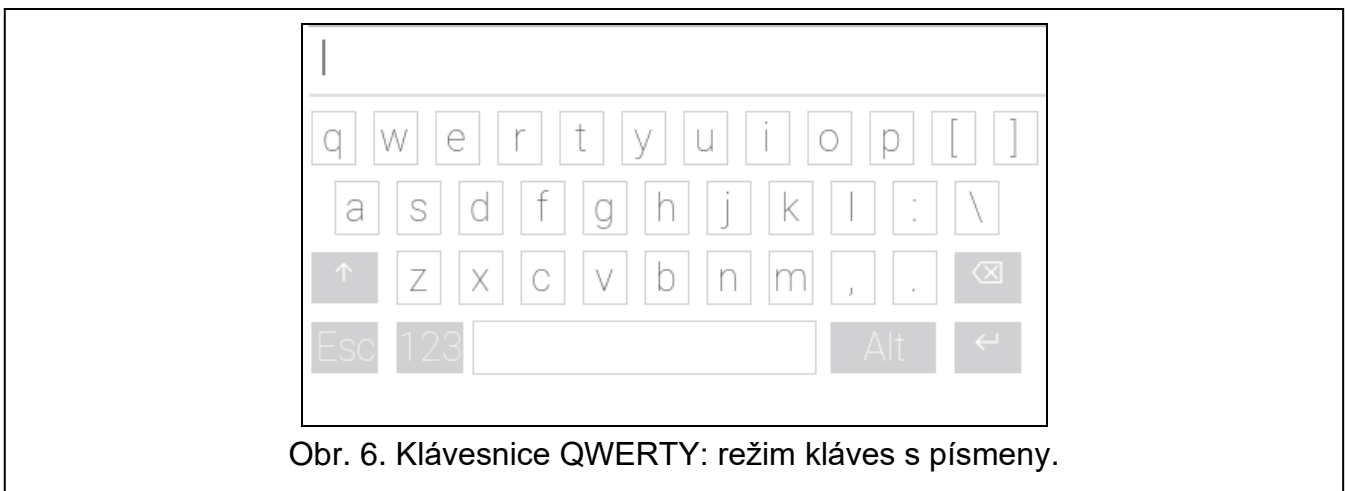 q w e r t y u i o p [ ]
a s d f g h j k l : \
↑ z x c v b n m , . ⌫
Esc 123 Alt ↵
Obr. 6. Klávesnice QWERTY: režim kláves s písmeny.